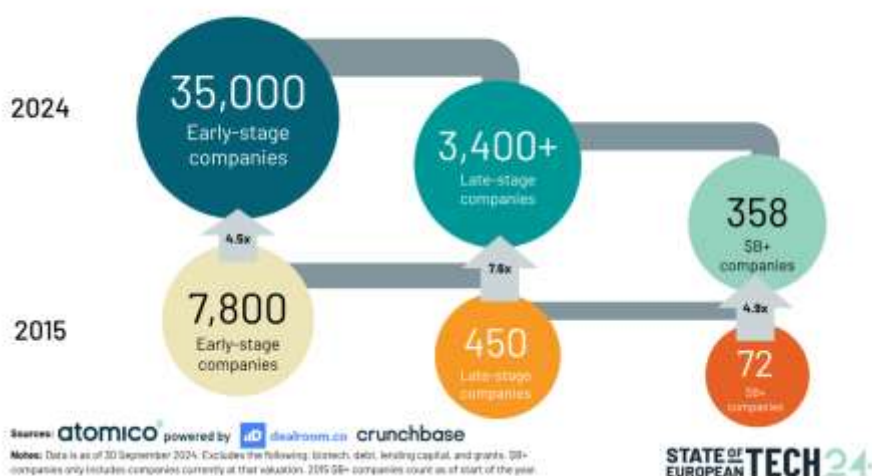 2024
35,000
Early-stage
companies
3,400+
Late-stage
companies
358
$B+
companies
4.5x
7.6x
4.9x
2015
7,800
Early-stage
companies
450
Late-stage
companies
72
$B+
companies
Sources: atomico powered by dealroom.co crunchbase
Notes: Data is as of 30 September 2024. Excludes the following: biotech, debt, lending capital, and grants. $B+
companies only includes companies currently at that valuation. 2015 $B+ companies count as of start of the year.
STATE OF
EUROPEAN TECH 24